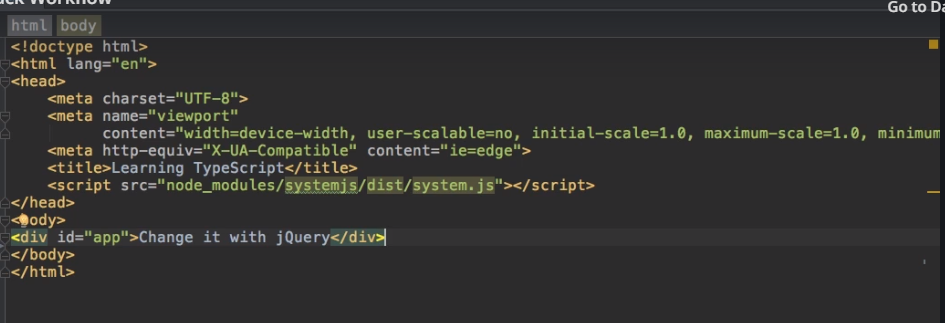 Workflow
Go to Da
html body
<!doctype html>
<html lang="en">
<head>
<meta charset="UTF-8">
<meta name="viewport"
content="width=device-width, user-scalable=no, initial-scale=1.0, maximum-scale=1.0, minimum
<meta http-equiv="X-UA-Compatible" content="ie=edge">
<title>Learning TypeScript</title>
<script src="node_modules/systemjs/dist/system.js"></script>
</head>
<body>
<div id="app">Change it with jQuery</div>
</body>
</html>